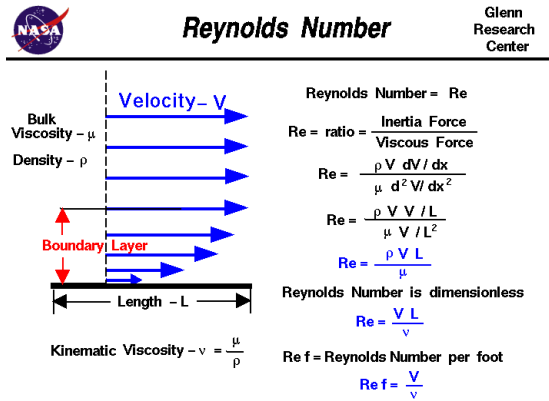 NASA
Reynolds Number
Glenn
Research
Center
Velocity – V
Bulk
Viscosity – μ
Density – ρ
Boundary Layer
Length – L
Kinematic Viscosity – ν = μ / ρ
Reynolds Number = Re
Re = ratio = Inertia Force / Viscous Force
Re = ρ V dV / dx / μ d² V / dx²
Re = ρ V V / L / μ V / L²
Re = ρ V L / μ
Reynolds Number is dimensionless
Re = V L / ν
Re f = Reynolds Number per foot
Re f = V / ν